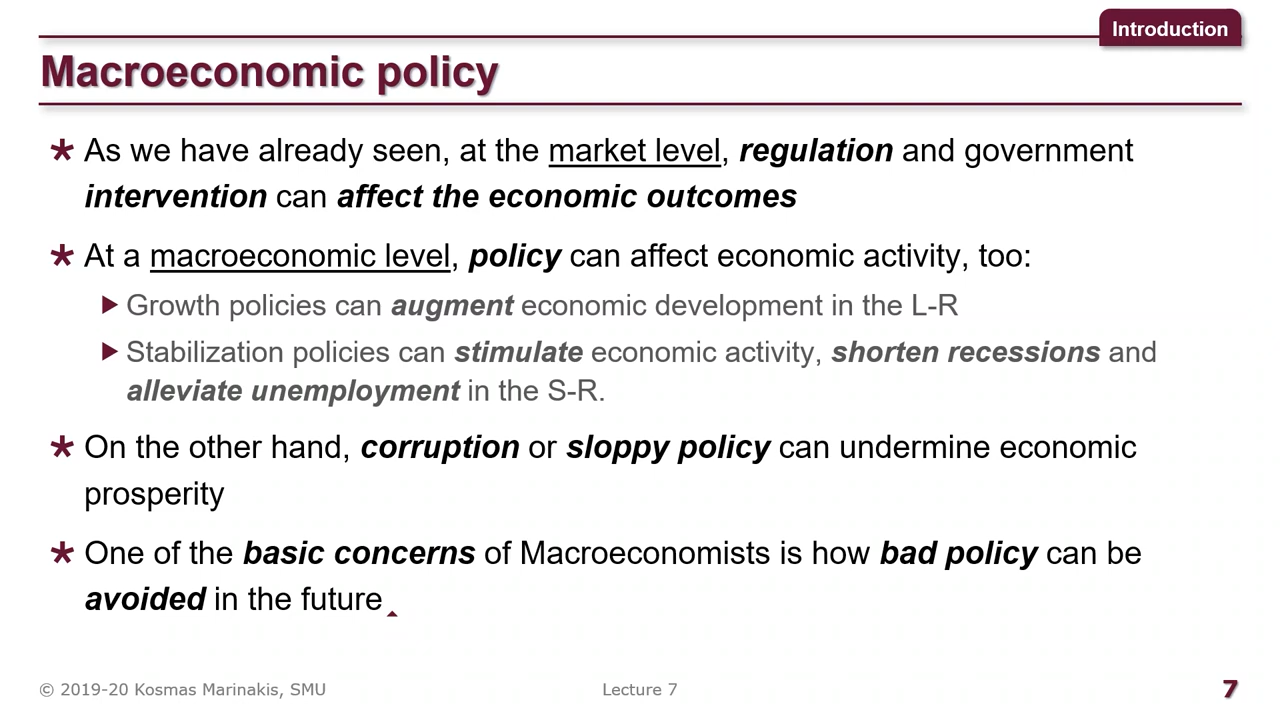 Introduction
Macroeconomic policy
* As we have already seen, at the market level, regulation and government
intervention can affect the economic outcomes
* At a macroeconomic level, policy can affect economic activity, too:
▶ Growth policies can augment economic development in the L-R
▶ Stabilization policies can stimulate economic activity, shorten recessions and
alleviate unemployment in the S-R.
* On the other hand, corruption or sloppy policy can undermine economic
prosperity
* One of the basic concerns of Macroeconomists is how bad policy can be
avoided in the future
© 2019-20 Kosmas Marinakis, SMU
Lecture 7
7